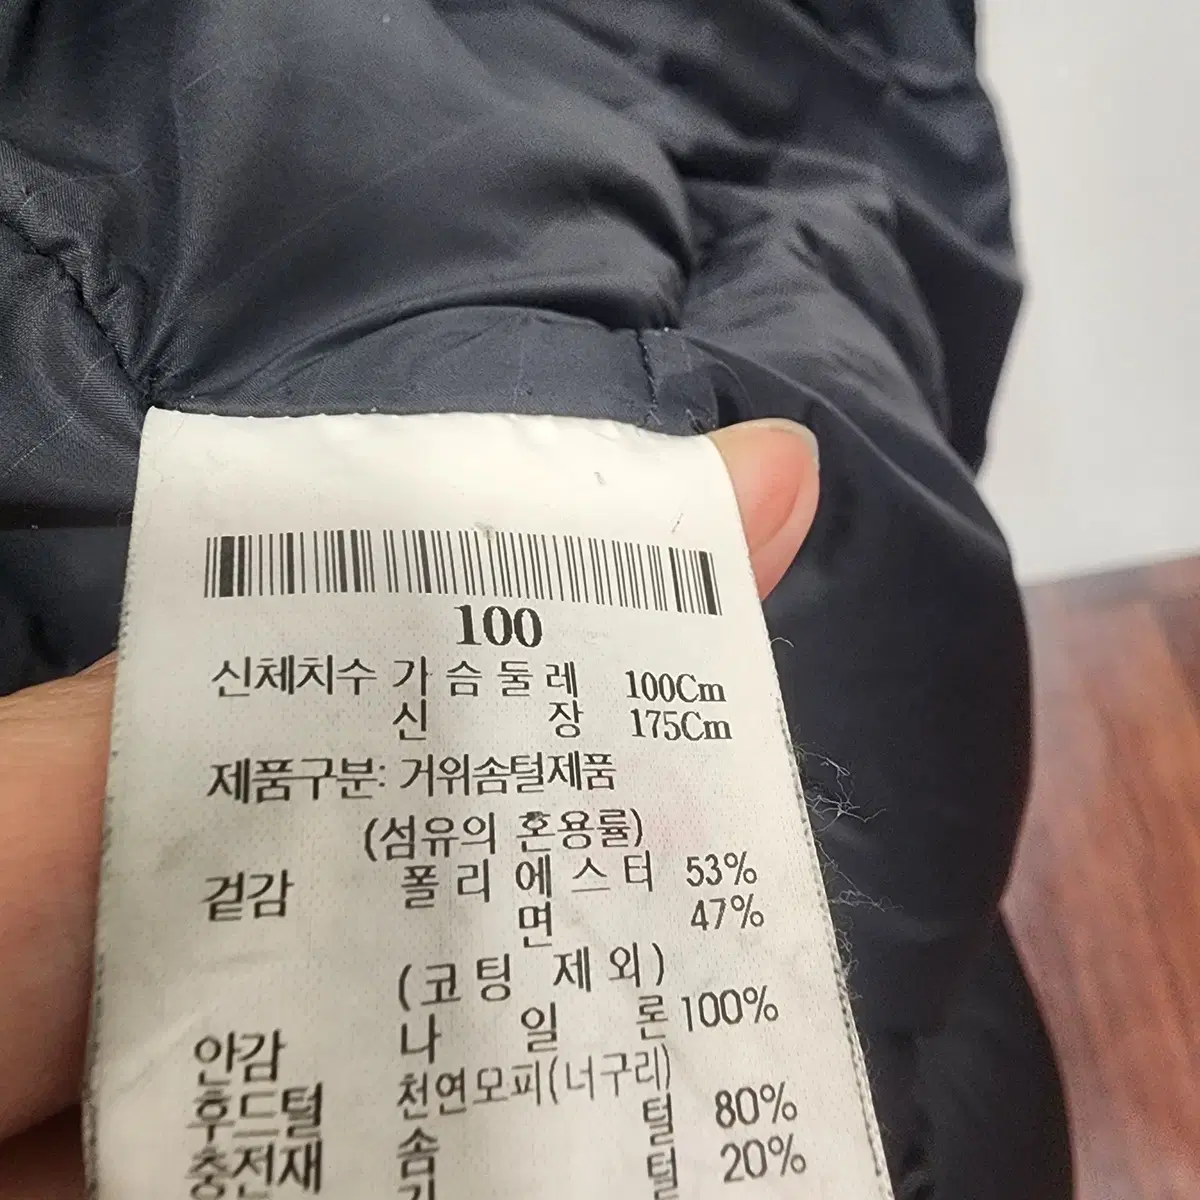 100
신체치수 가슴둘레 100Cm
신장 175Cm
제품구분: 거위솜털제품
(섬유의 혼용률)
겉감 폴리에스터 53%
면 47%
(코팅 제외)
안감 나일론 100%
후드털 천연모피(너구리)
충전재 솜털 80%
털 20%